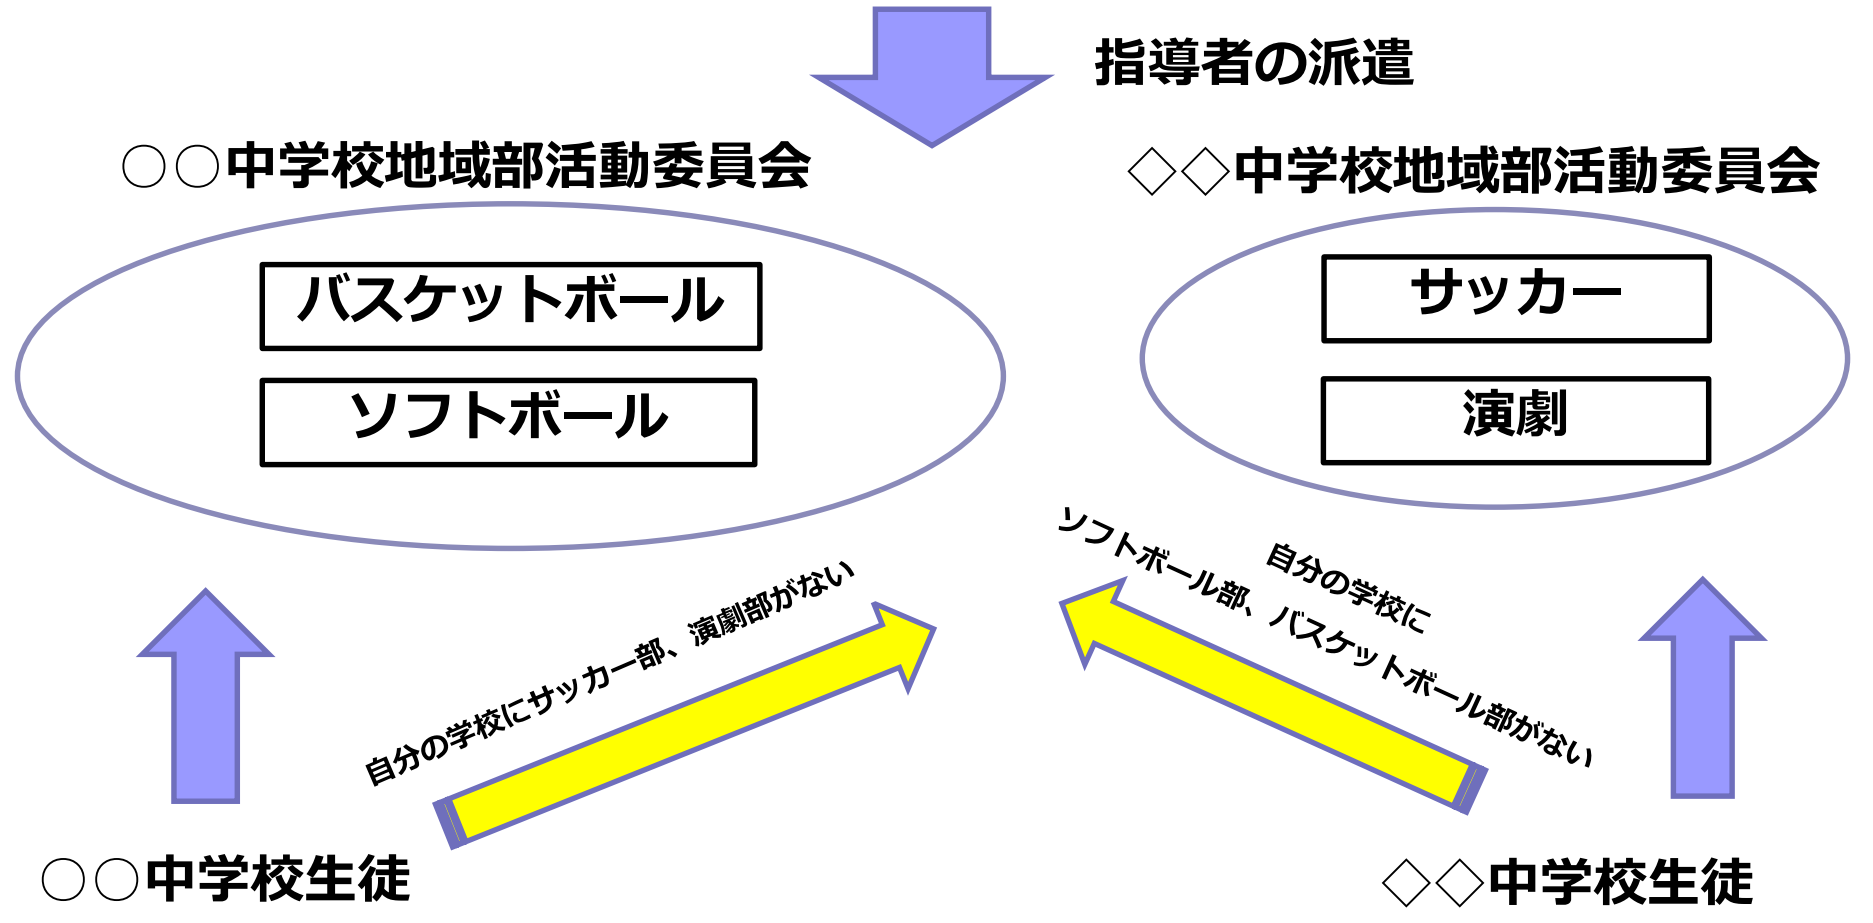 指導者の派遣
○○中学校地域部活動委員会
◇◇中学校地域部活動委員会
バスケットボール
ソフトボール
サッカー
演劇
自分の学校にサッカー部、演劇部がない
自分の学校に
ソフトボール部、バスケットボール部がない
○○中学校生徒
◇◇中学校生徒